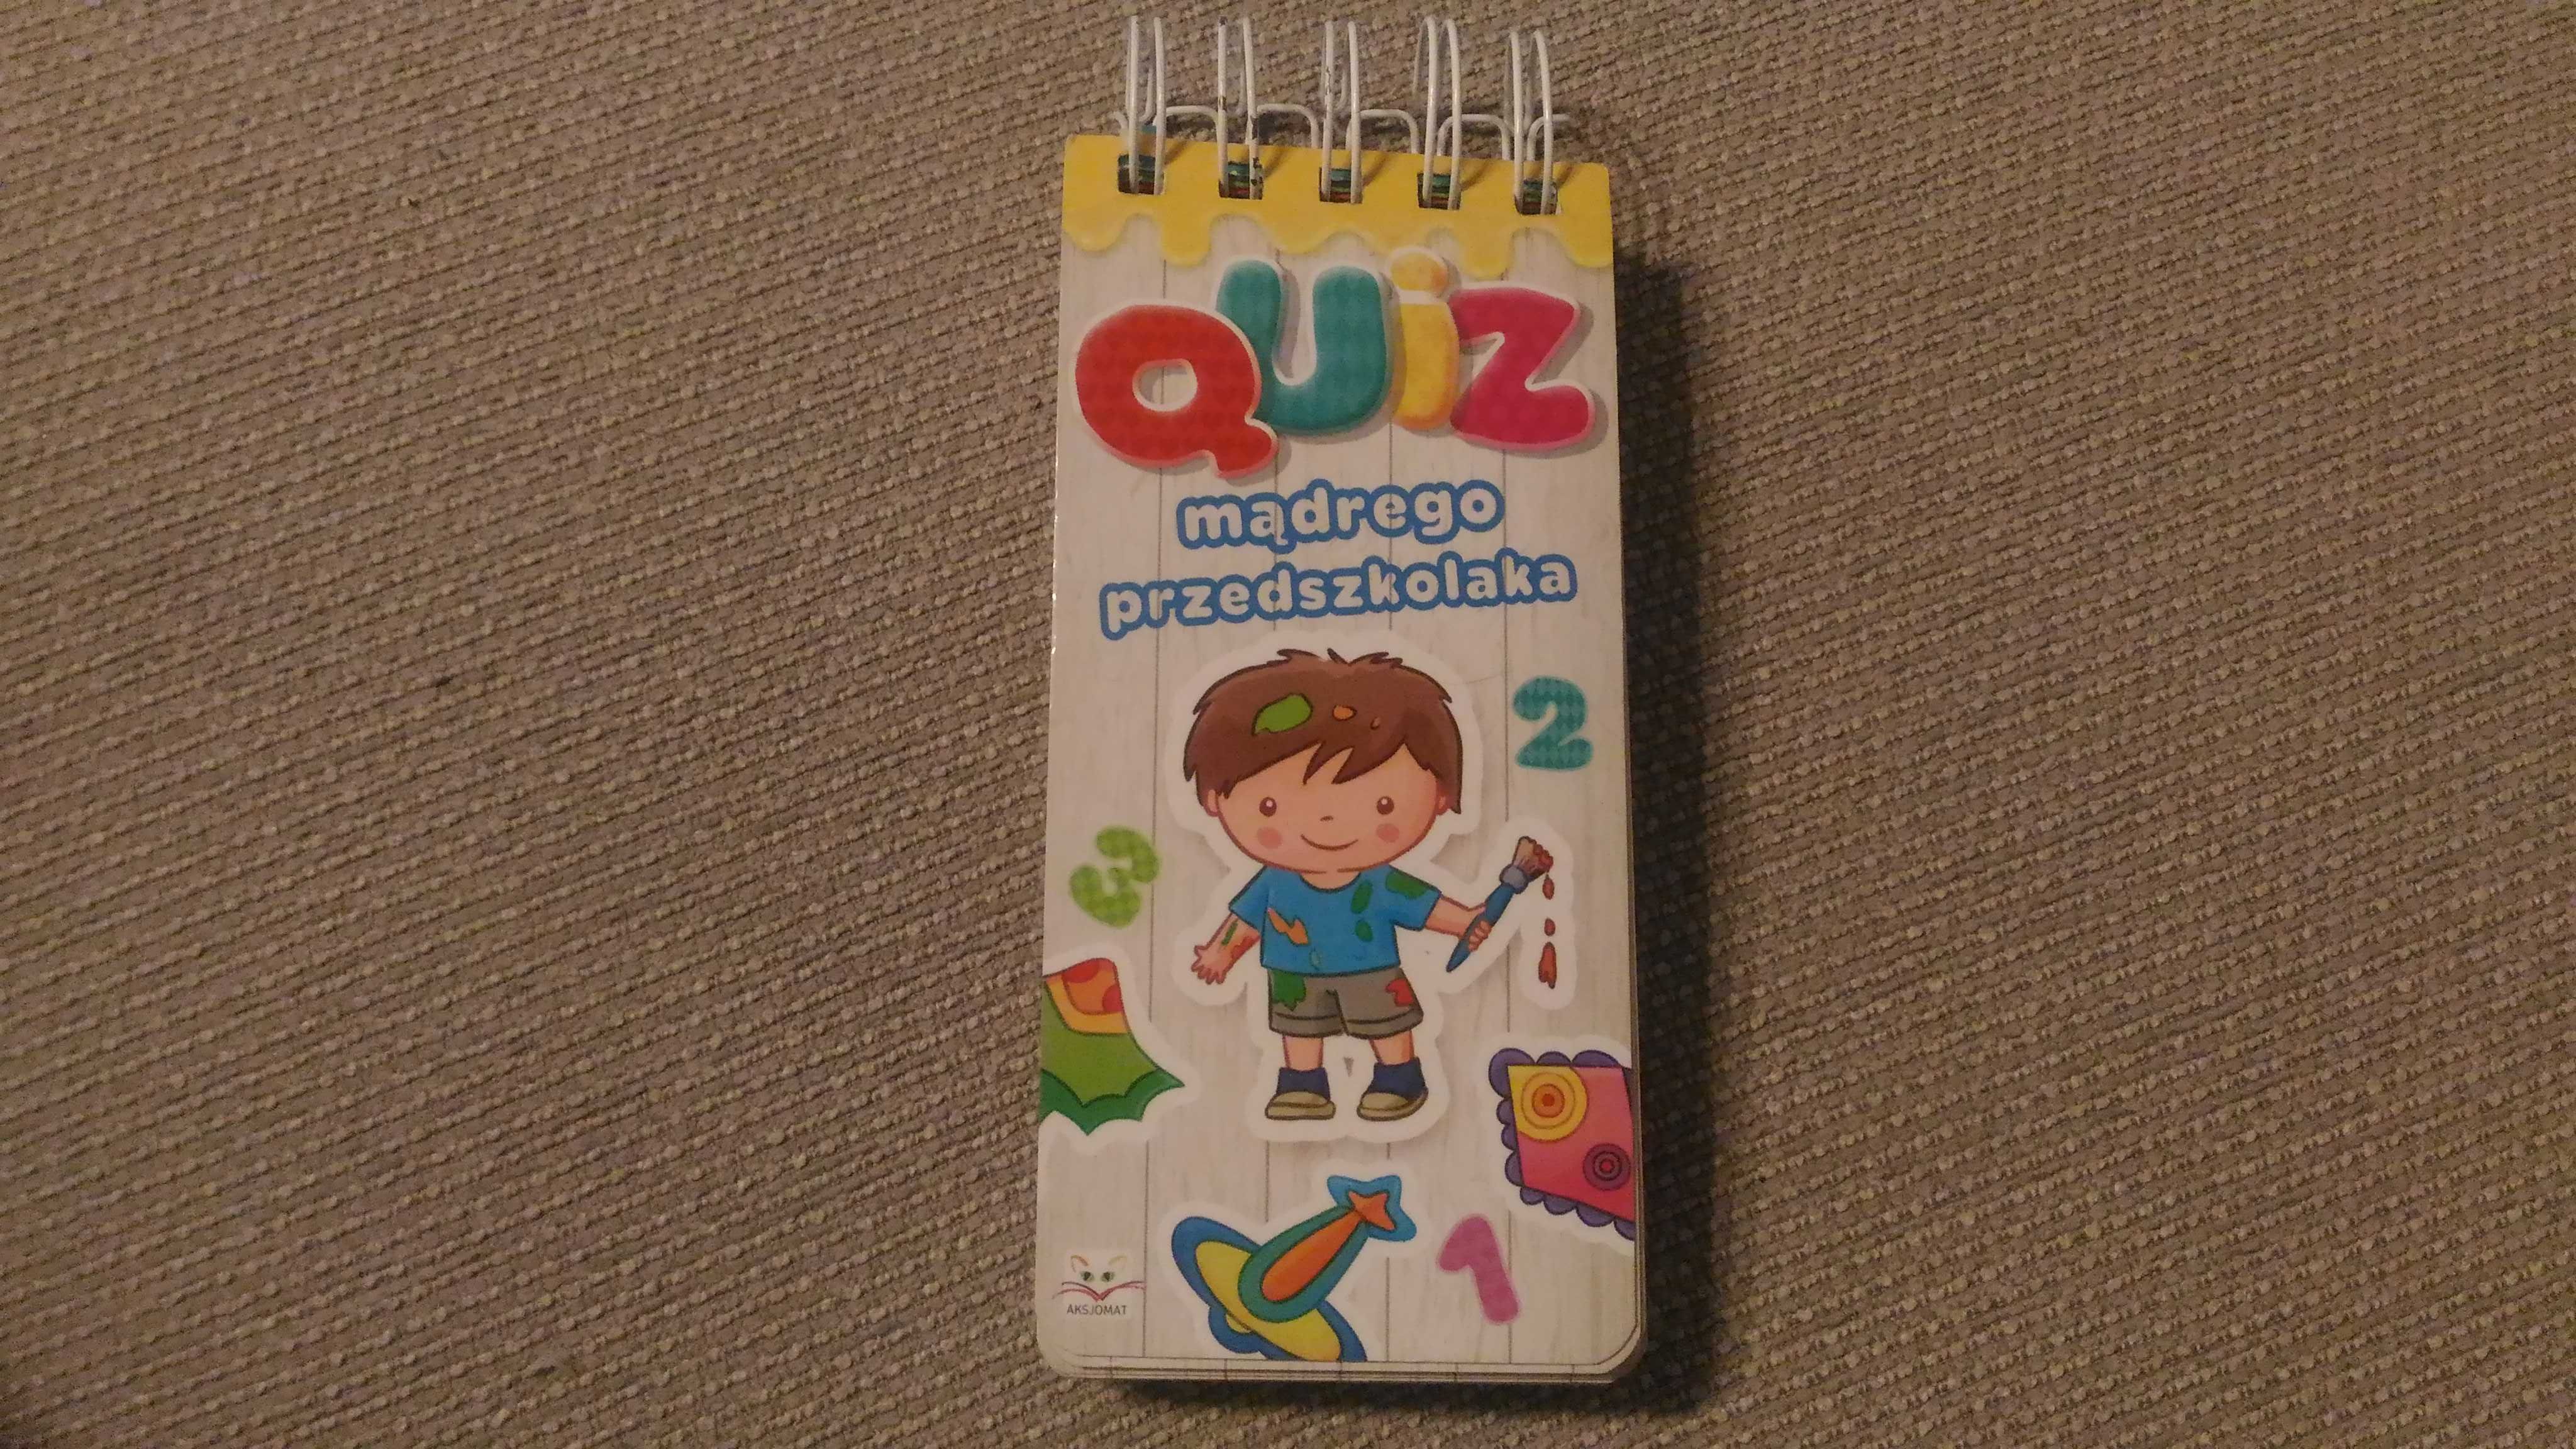 QUiZ
mądrego
przedszkolaka
2
3
1
AKSJOMAT